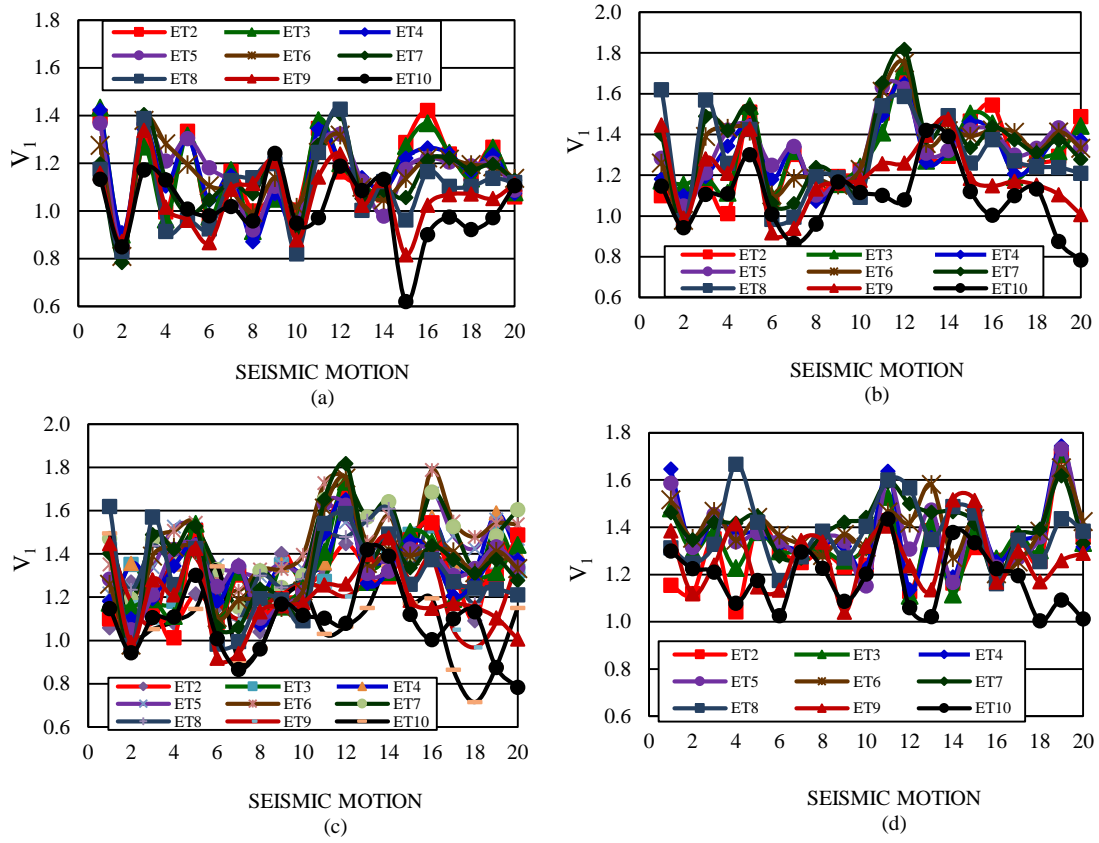 1.8
1.6
1.4
1.2
1.0
0.8
0.6
V1
ET2 ET3 ET4
ET5 ET6 ET7
ET8 ET9 ET10
0 2 4 6 8 10 12 14 16 18 20
SEISMIC MOTION
(a)
2.0
1.8
1.6
1.4
1.2
1.0
0.8
0.6
V1
ET2 ET3 ET4
ET5 ET6 ET7
ET8 ET9 ET10
0 2 4 6 8 10 12 14 16 18 20
SEISMIC MOTION
(b)
2.0
1.8
1.6
1.4
1.2
1.0
0.8
0.6
V1
ET2 ET3 ET4
ET5 ET6 ET7
ET8 ET9 ET10
0 2 4 6 8 10 12 14 16 18 20
SEISMIC MOTION
(c)
1.8
1.6
1.4
1.2
1.0
0.8
0.6
V1
ET2 ET3 ET4
ET5 ET6 ET7
ET8 ET9 ET10
0 2 4 6 8 10 12 14 16 18 20
SEISMIC MOTION
(d)